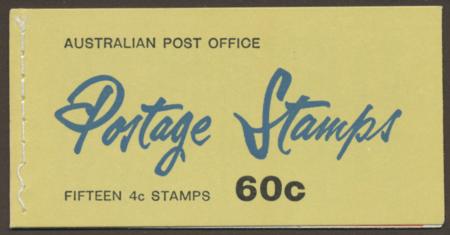 AUSTRALIAN POST OFFICE
Postage Stamps
FIFTEEN 4c STAMPS 60c